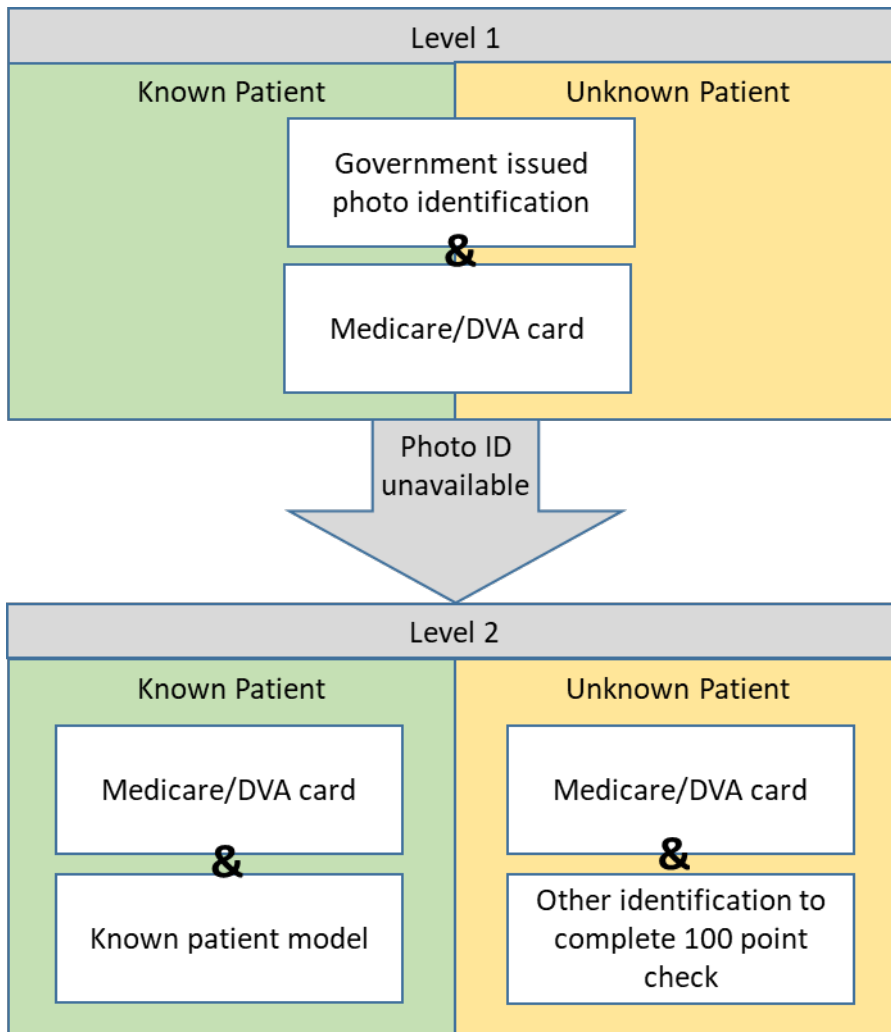 Level 1
Known Patient
Unknown Patient
Government issued
photo identification
&
Medicare/DVA card
Photo ID
unavailable
Level 2
Known Patient
Medicare/DVA card
&
Known patient model
Unknown Patient
Medicare/DVA card
&
Other identification to
complete 100 point
check